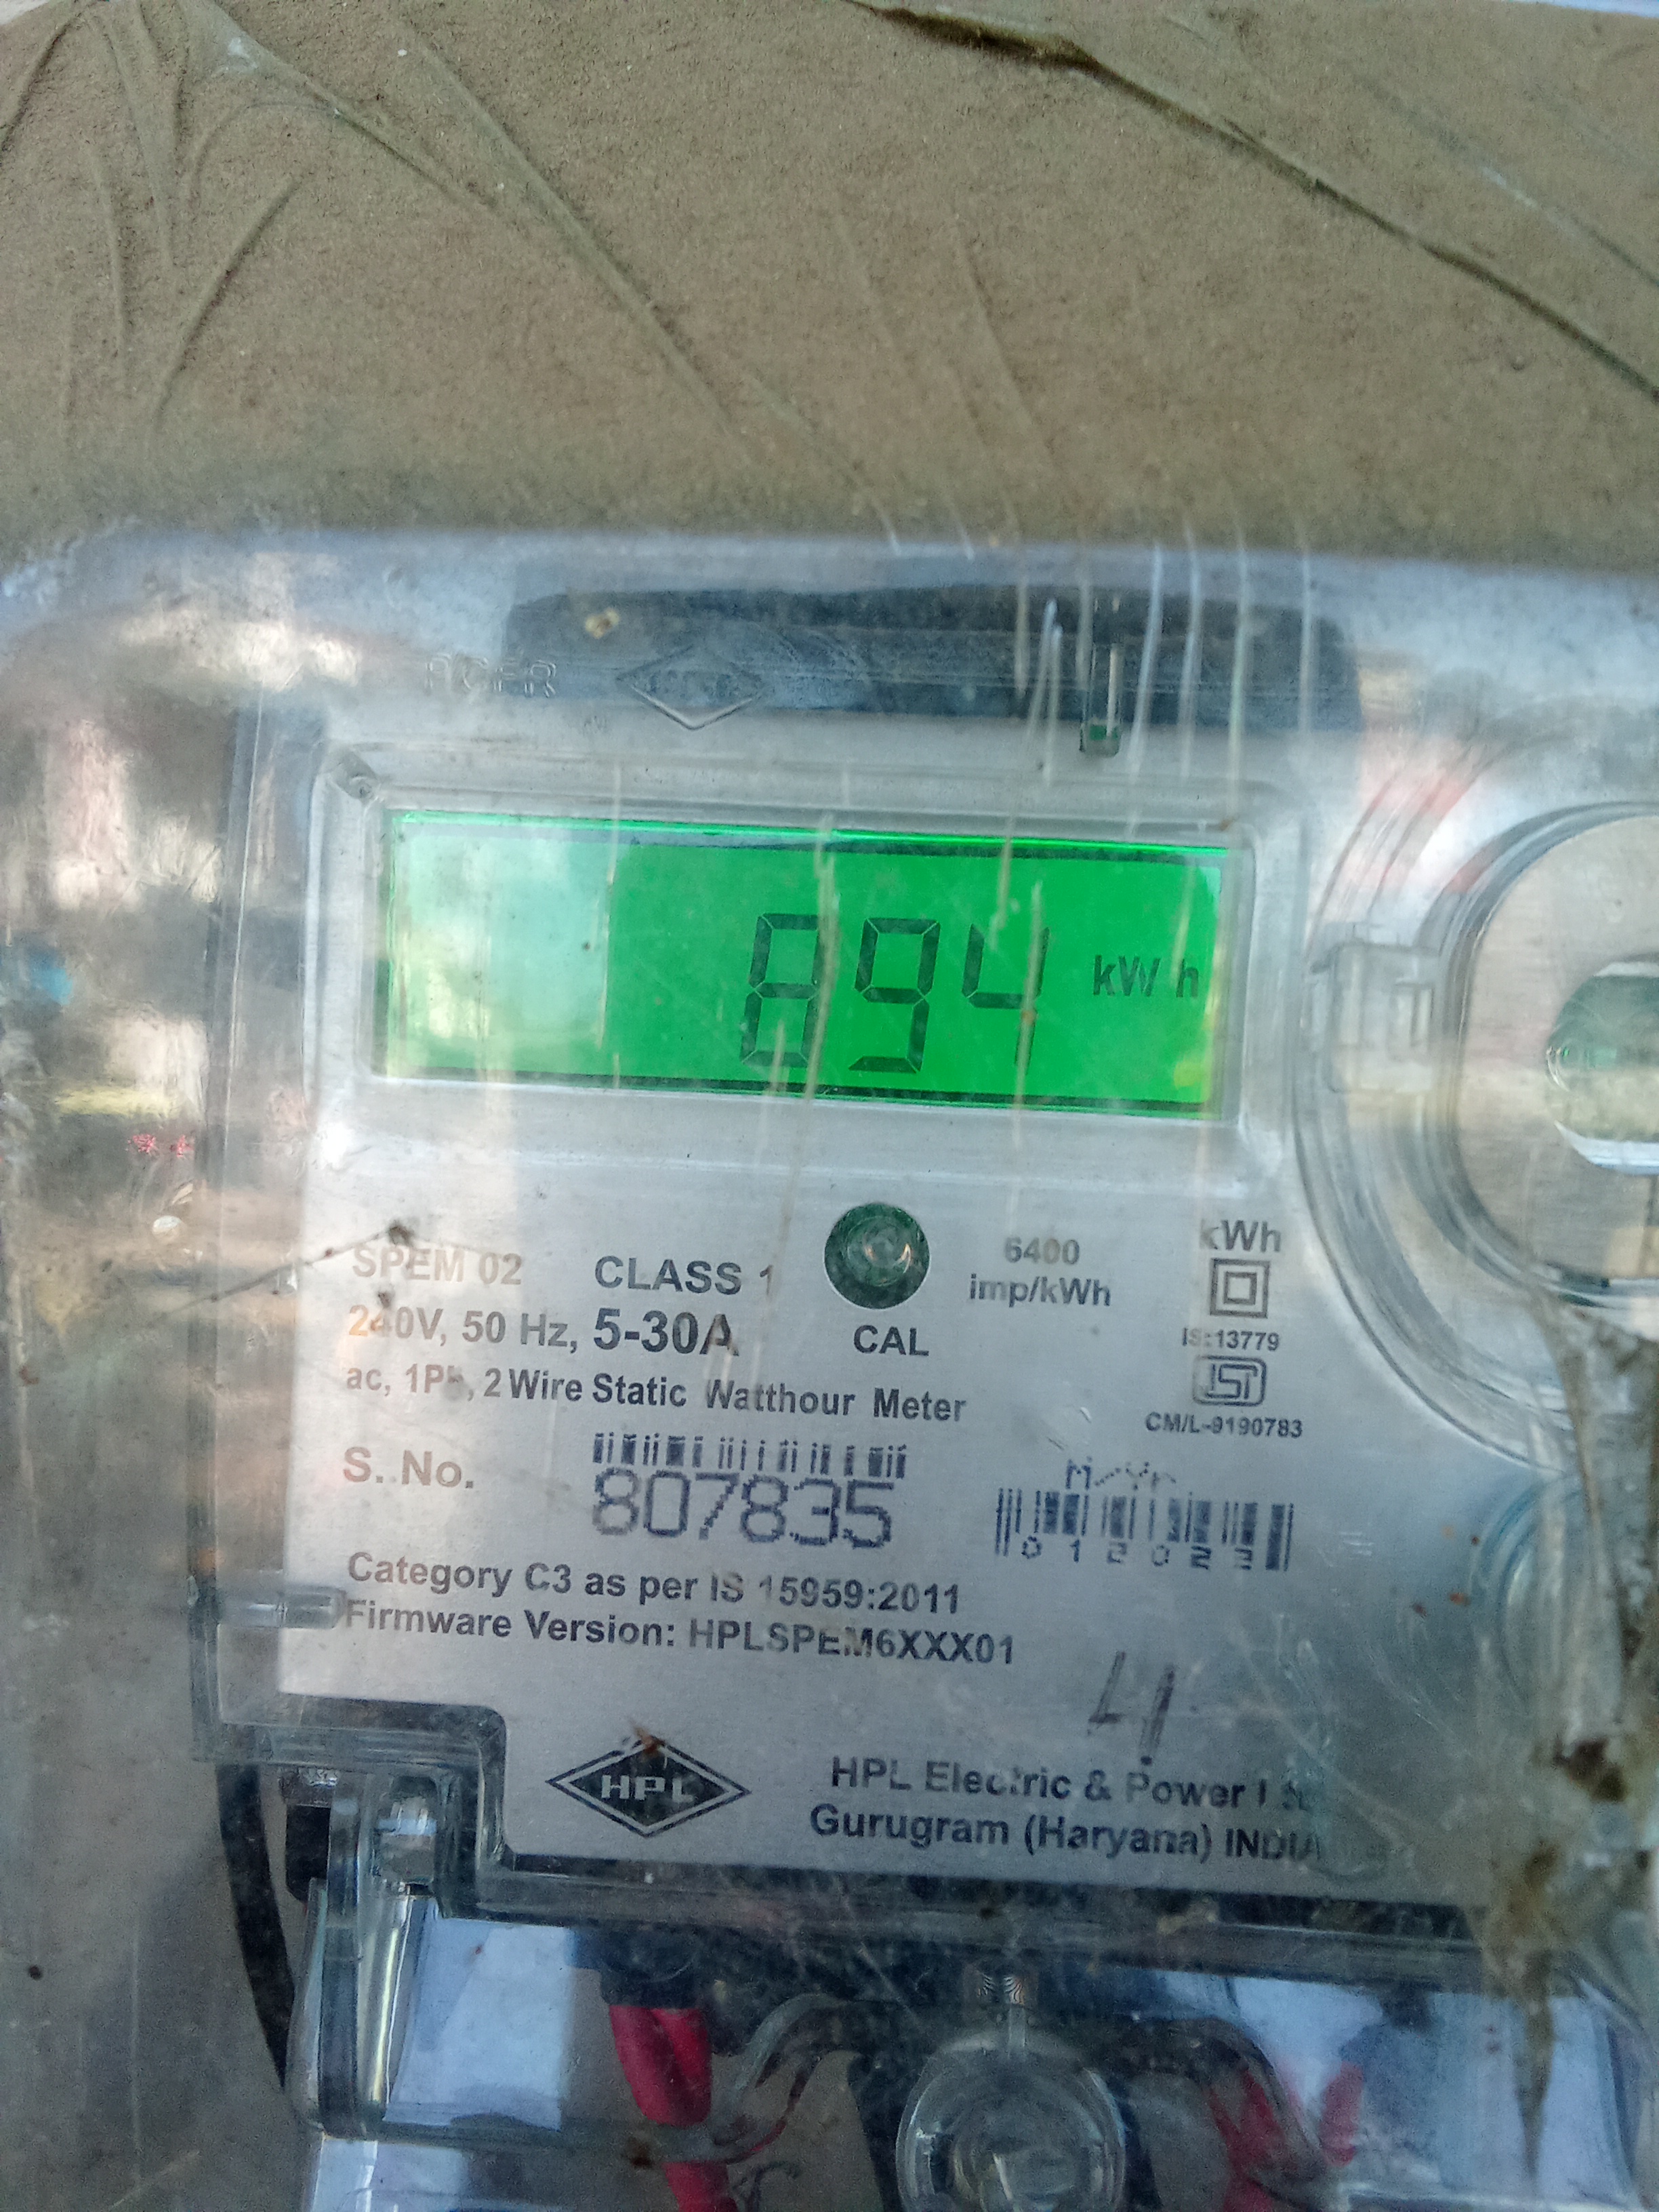 894 kW h
SPEM 02 CLASS 1
6400
imp/kWh
kWh
240V, 50 Hz, 5-30A
CAL
IS:13779
ac, 1Ph, 2 Wire Static Watthour Meter
ISI
CM/L-9190783
S. No. 807835
M/Yr
012023
Category C3 as per IS 15959:2011
Firmware Version: HPLSPEM6XXX01
4
HPL
HPL Electric & Power
Gurugram (Haryana) INDIA